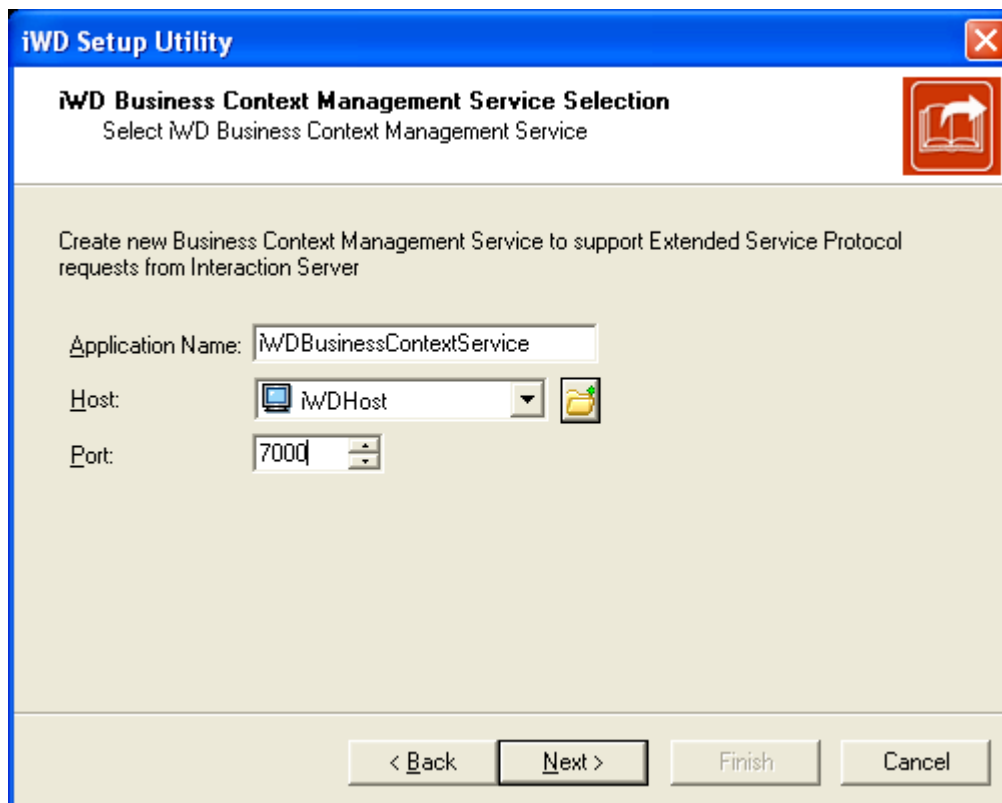 iWD Setup Utility
iWD Business Context Management Service Selection
Select iWD Business Context Management Service
Create new Business Context Management Service to support Extended Service Protocol
requests from Interaction Server
Application Name: iWDBusinessContextService
Host: iWDHost
Port: 7000
< Back Next > Finish Cancel